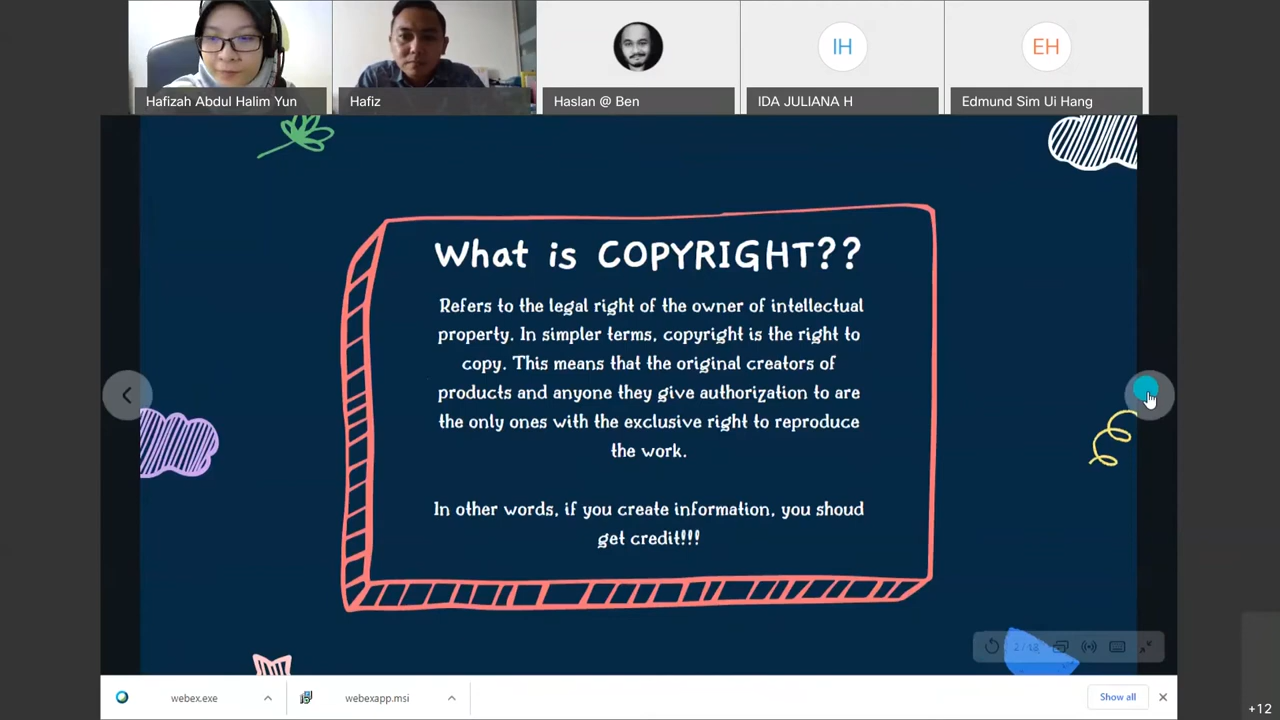 Hafizah Abdul Halim Yun
Hafiz
Haslan @ Ben
IH
IDA JULIANA H
EH
Edmund Sim Ui Hang
What is COPYRIGHT??
Refers to the legal right of the owner of intellectual
property. In simpler terms, copyright is the right to
copy. This means that the original creators of
products and anyone they give authorization to are
the only ones with the exclusive right to reproduce
the work.
In other words, if you create information, you shoud
get credit!!!
2 / 18
webex.exe
webexapp.msi
Show all
+12